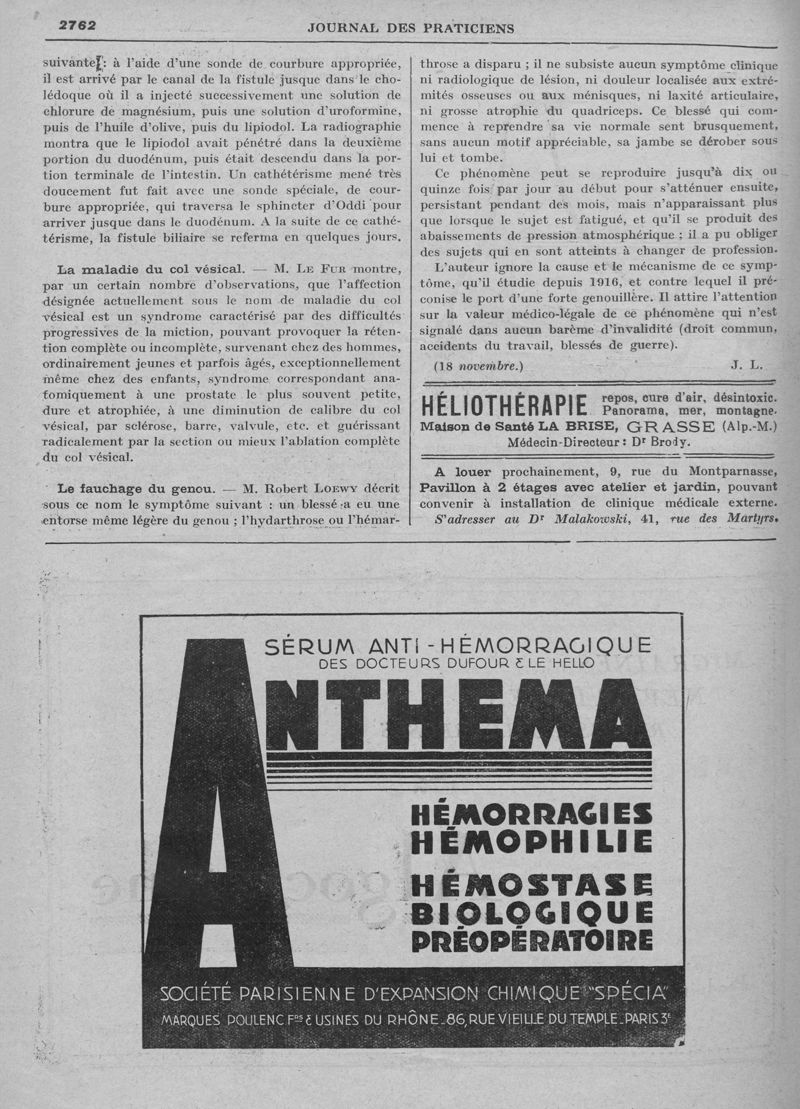 2762
JOURNAL DES PRATICIENS
suivante : à l'aide d'une sonde de courbure appropriée,
il est arrivé par le canal de la fistule jusque dans le cho-
lédoque où il a injecté successivement une solution de
chlorure de magnésium, puis une solution d'uroformine,
puis de l'huile d'olive, puis du lipiodol. La radiographie
montra que le lipiodol avait pénétré dans la deuxième
portion du duodénum, puis était descendu dans la por-
tion terminale de l'intestin. Un cathétérisme mené très
doucement fut fait avec une sonde spéciale, de cour-
bure appropriée, qui traversa le sphincter d'Oddi pour
arriver jusque dans le duodénum. A la suite de ce cathé-
térisme, la fistule biliaire se referma en quelques jours.
La maladie du col vésical. — M. LE FUR montre,
par un certain nombre d'observations, que l'affection
désignée actuellement sous le nom de maladie du col
vésical est un syndrome caractérisé par des difficultés
progressives de la miction, pouvant provoquer la réten-
tion complète ou incomplète, survenant chez des hommes,
ordinairement jeunes et parfois âgés, exceptionnellement
même chez des enfants, syndrome correspondant ana-
fomiquement à une prostate le plus souvent petite,
dure et atrophiée, à une diminution de calibre du col
vésical, par sclérose, barre, valvule, etc. et guérissant
radicalement par la section ou mieux l'ablation complète
du col vésical.
Le fauchage du genou. — M. Robert LOEWY décrit
sous ce nom le symptôme suivant : un blessé a eu une
entorse même légère du genou ; l'hydarthrose ou l'hémar-
throse a disparu ; il ne subsiste aucun symptôme clinique
ni radiologique de lésion, ni douleur localisée aux extré-
mités osseuses ou aux ménisques, ni laxité articulaire,
ni grosse atrophie du quadriceps. Ce blessé qui com-
mence à reprendre sa vie normale sent brusquement,
sans aucun motif appréciable, sa jambe se dérober sous
lui et tombe.
Ce phénomène peut se reproduire jusqu'à dix ou
quinze fois par jour au début pour s'atténuer ensuite,
persistant pendant des mois, mais n'apparaissant plus
que lorsque le sujet est fatigué, et qu'il se produit des
abaissements de pression atmosphérique ; il a pu obliger
des sujets qui en sont atteints à changer de profession.
L'auteur ignore la cause et le mécanisme de ce symp-
tôme, qu'il étudie depuis 1916, et contre lequel il pré-
conise le port d'une forte genouillère. Il attire l'attention
sur la valeur médico-légale de ce phénomène qui n'est
signalé dans aucun barème d'invalidité (droit commun,
accidents du travail, blessés de guerre).
(18 novembre.) J. L.
HÉLIOTHÉRAPIE repos, cure d'air, désintoxic.
Panorama, mer, montagne.
Maison de Santé LA BRISE, GRASSE (Alp.-M.)
Médecin-Directeur : Dr Brody.
A louer prochainement, 9, rue du Montparnasse,
Pavillon à 2 étages avec atelier et jardin, pouvant
convenir à installation de clinique médicale externe.
S'adresser au Dr Malakowski, 41, rue des Martyrs.
SÉRUM ANTI-HÉMORRAGIQUE
DES DOCTEURS DUFOUR & LE HELLO
ANTHEMA
HÉMORRAGIES
HÉMOPHILIE
HÉMOSTASE
BIOLOGIQUE
PRÉOPÉRATOIRE
SOCIÉTÉ PARISIENNE D'EXPANSION CHIMIQUE "SPÉCIA"
MARQUES POULENC Frs & USINES DU RHÔNE_86, RUE VIEILLE DU TEMPLE_PARIS 3e